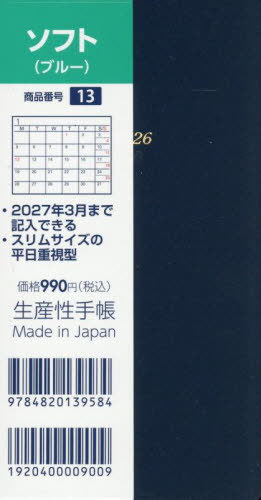 ソフト
(ブルー)
商品番号 13
1
M T W T F S S
・2027年3月まで
記入できる
・スリムサイズの
平日重視型
価格990円(税込)
生産性手帳
Made in Japan
9784820139584
1920400009009
26